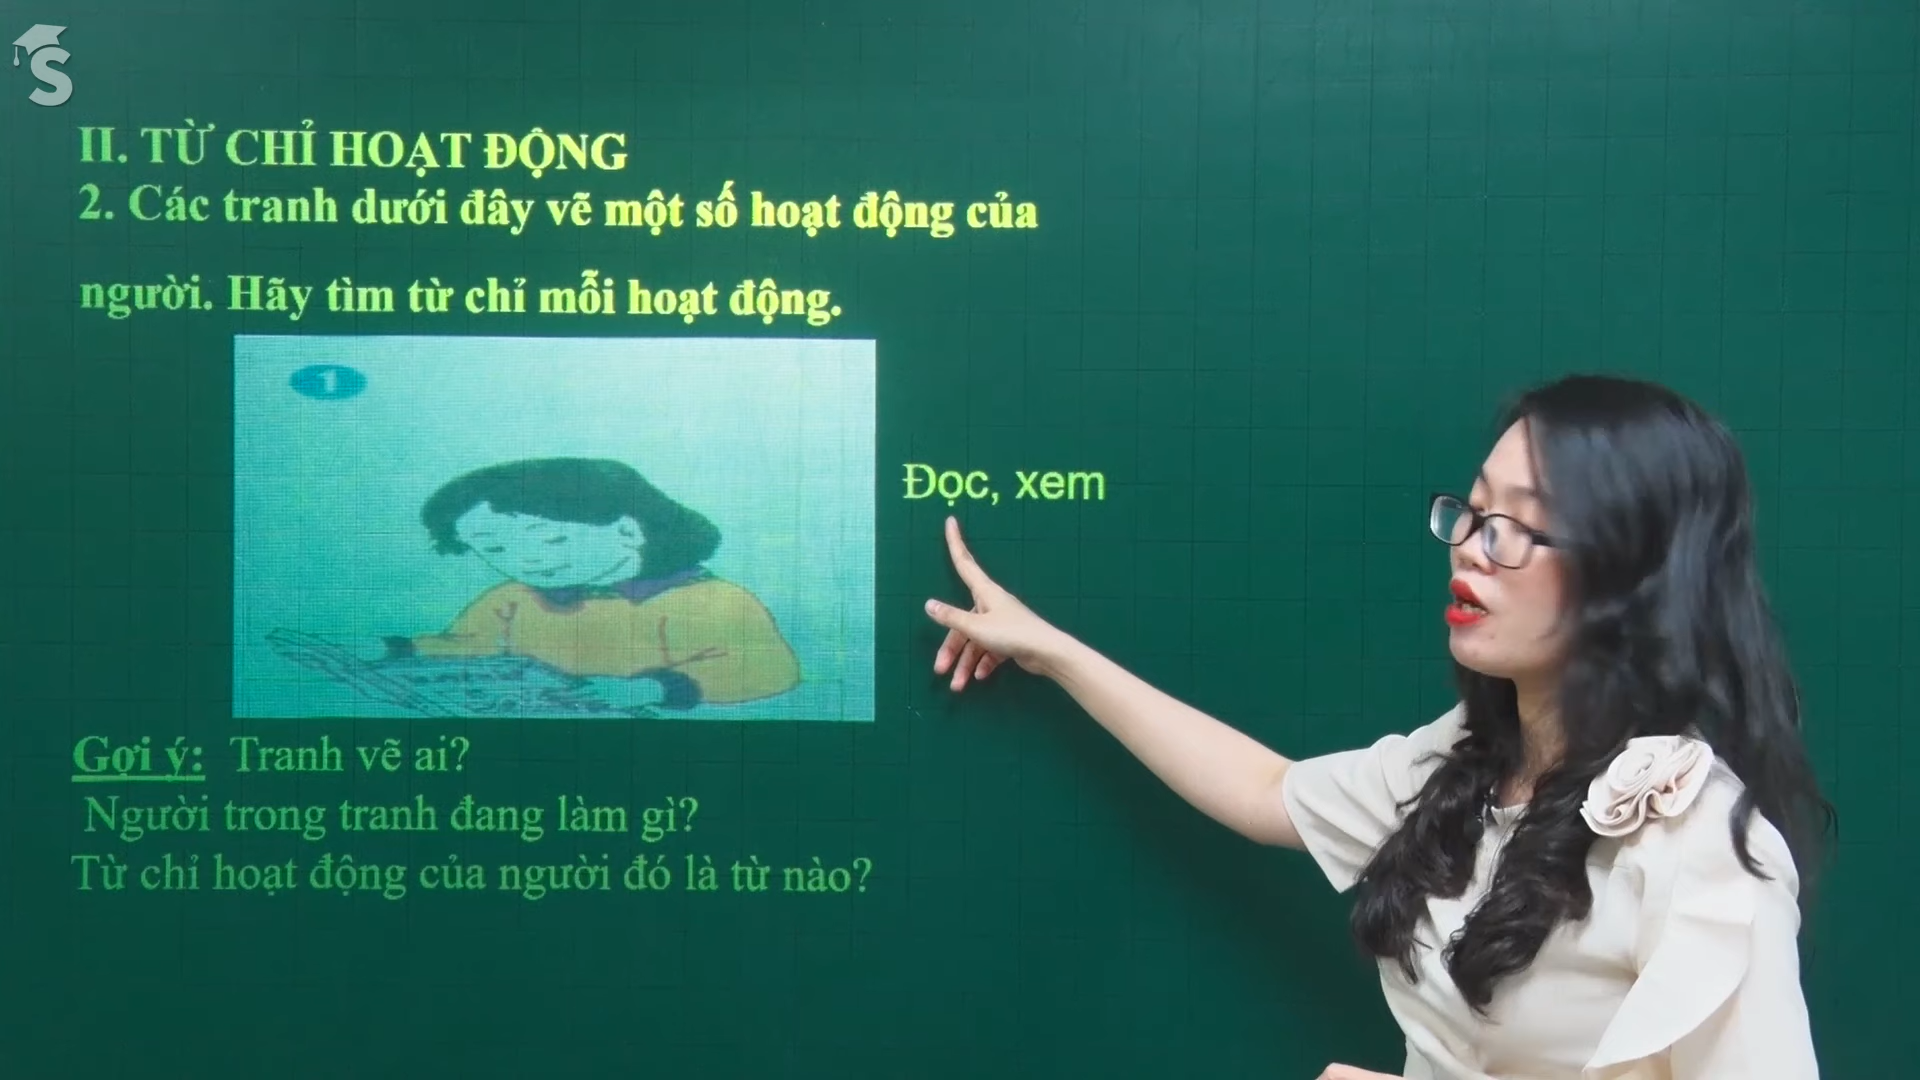 S
II. TỪ CHỈ HOẠT ĐỘNG
2. Các tranh dưới đây vẽ một số hoạt động của
người. Hãy tìm từ chỉ mỗi hoạt động.
1
Đọc, xem
Gợi ý: Tranh vẽ ai?
Người trong tranh đang làm gì?
Từ chỉ hoạt động của người đó là từ nào?